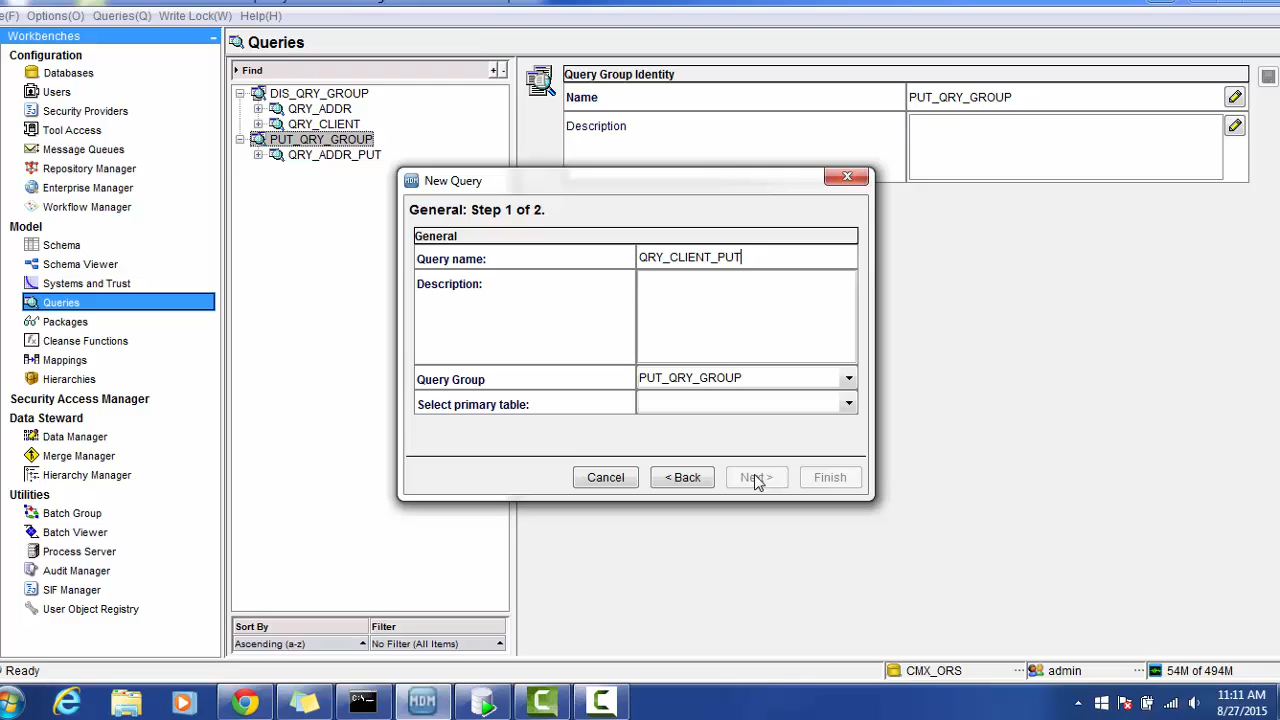 e(F) Options(O) Queries(Q) Write Lock(W) Help(H)
Workbenches
Configuration
Databases
Users
Security Providers
Tool Access
Message Queues
Repository Manager
Enterprise Manager
Workflow Manager
Model
Schema
Schema Viewer
Systems and Trust
Queries
Packages
Cleanse Functions
Mappings
Hierarchies
Security Access Manager
Data Steward
Data Manager
Merge Manager
Hierarchy Manager
Utilities
Batch Group
Batch Viewer
Process Server
Audit Manager
SIF Manager
User Object Registry
Queries
Find
+ -
DIS_QRY_GROUP
QRY_ADDR
QRY_CLIENT
PUT_QRY_GROUP
QRY_ADDR_PUT
Sort By Filter
Ascending (a-z) No Filter (All Items)
Query Group Identity
Name PUT_QRY_GROUP
Description
MDM New Query
General: Step 1 of 2.
General
Query name: QRY_CLIENT_PUT
Description:
Query Group PUT_QRY_GROUP
Select primary table:
Cancel < Back Next > Finish
Ready CMX_ORS admin 54M of 494M
MDM
11:11 AM
8/27/2015